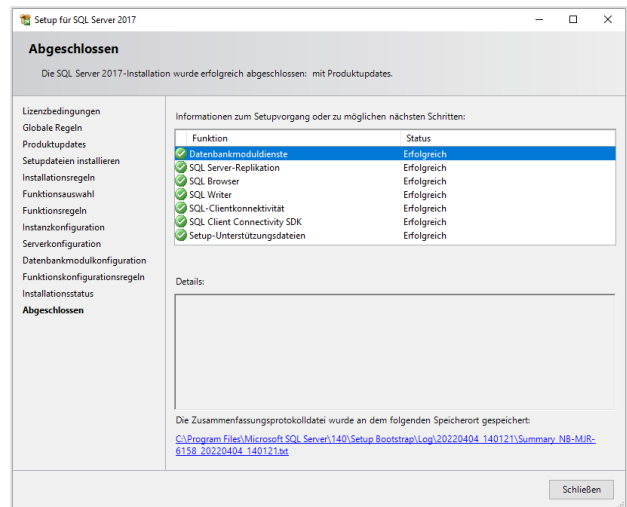 Setup für SQL Server 2017
Abgeschlossen
Die SQL Server 2017-Installation wurde erfolgreich abgeschlossen: mit Produktupdates.
Lizenzbedingungen
Globale Regeln
Produktupdates
Setupdateien installieren
Installationsregeln
Funktionsauswahl
Funktionsregeln
Instanzkonfiguration
Serverkonfiguration
Datenbankmodulkonfiguration
Funktionskonfigurationsregeln
Installationsstatus
Abgeschlossen
Informationen zum Setupvorgang oder zu möglichen nächsten Schritten:
Funktion Status
Datenbankmoduldienste Erfolgreich
SQL Server-Replikation Erfolgreich
SQL Browser Erfolgreich
SQL Writer Erfolgreich
SQL-Clientkonnektivität Erfolgreich
SQL Client Connectivity SDK Erfolgreich
Setup-Unterstützungsdateien Erfolgreich
Details:
Die Zusammenfassungsprotokolldatei wurde an dem folgenden Speicherort gespeichert:
C:\Program Files\Microsoft SQL Server\140\Setup Bootstrap\Log\20220404_140121\Summary_NB-MJR-
6158_20220404_140121.txt
Schließen